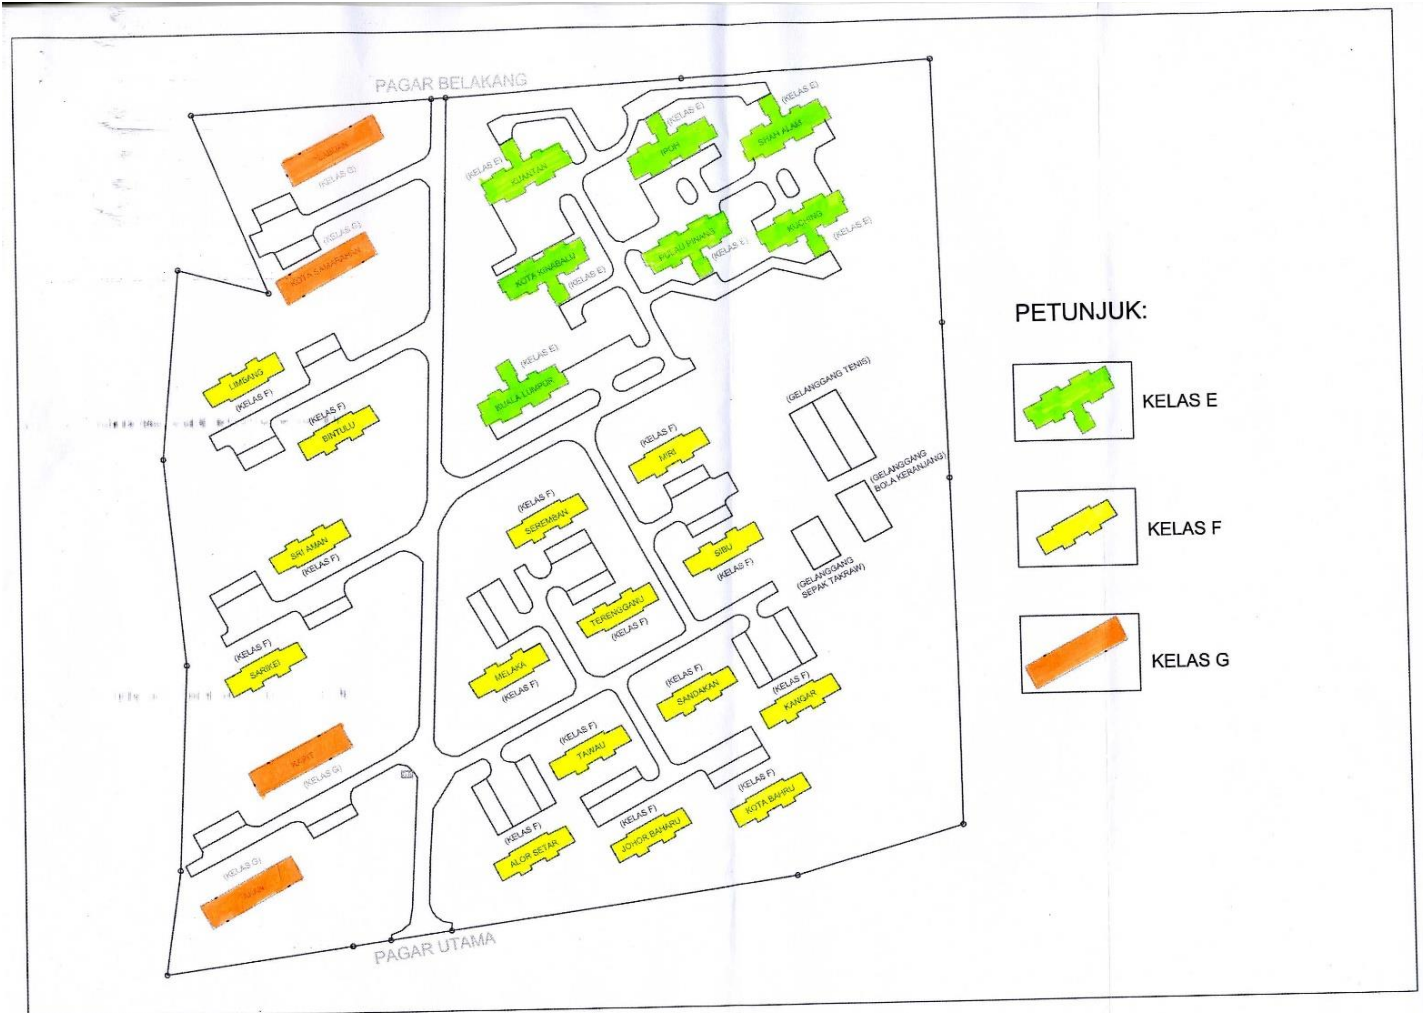 PAGAR BELAKANG
(KELAS G)
(KELAS G)
KOTA SAMARAHAN
(KELAS E)
KUANTAN
(KELAS E)
IPOH
(KELAS E)
SHAH ALAM
KOTA KINABALU
(KELAS E)
PULAU PINANG
(KELAS E)
KUCHING
(KELAS E)
(KELAS E)
KUALA LUMPUR
LIMBANG
(KELAS F)
(KELAS F)
BINTULU
(KELAS F)
MIRI
(GELANGGANG TENIS)
(GELANGGANG
BOLA KERANJANG)
(KELAS F)
SEREMBAN
SRI AMAN
(KELAS F)
SIBU
(KELAS F)
(GELANGGANG
SEPAK TAKRAW)
TERENGGANU
(KELAS F)
(KELAS F)
SARIKEI
MELAKA
(KELAS F)
(KELAS F)
SANDAKAN
(KELAS F)
KANGAR
(KELAS G)
(KELAS F)
TAWAU
(KELAS F)
KOTA BAHRU
(KELAS F)
JOHOR BAHARU
(KELAS F)
ALOR SETAR
(KELAS G)
PAGAR UTAMA
PETUNJUK:
KELAS E
KELAS F
KELAS G